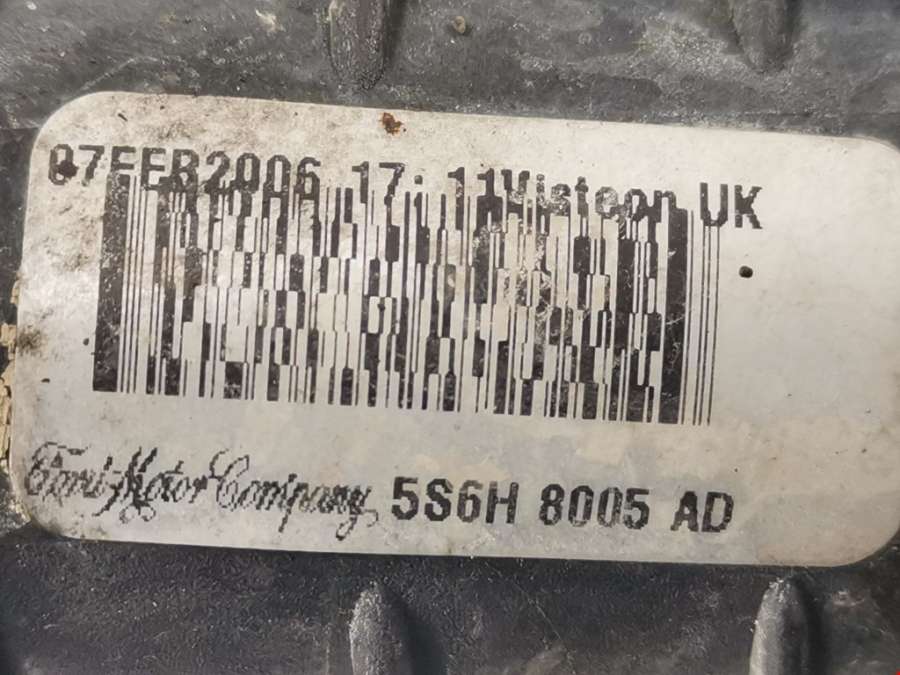 07FEB2006 17:11Visteon UK
Ford Motor Company 5S6H 8005 AD